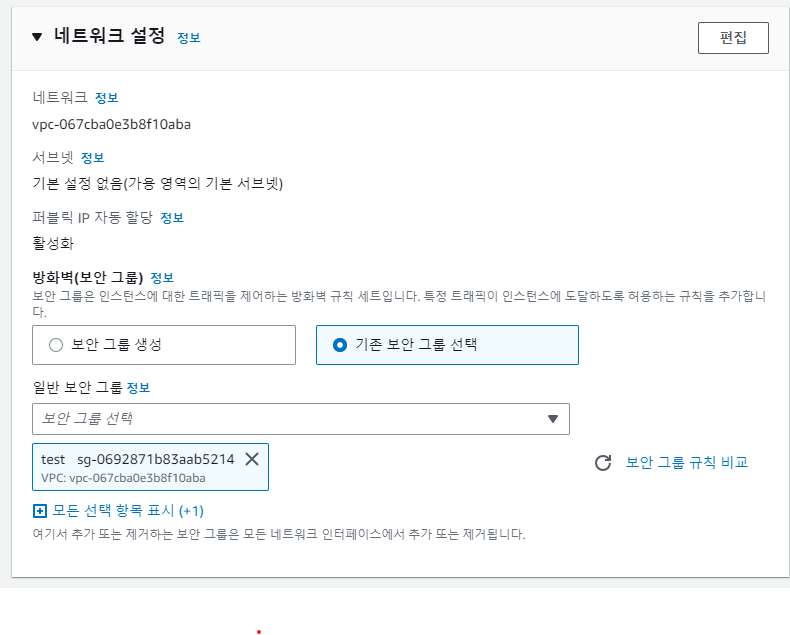 네트워크 설정 정보
편집
네트워크 정보
vpc-067cba0e3b8f10aba
서브넷 정보
기본 설정 없음(가용 영역의 기본 서브넷)
퍼블릭 IP 자동 할당 정보
활성화
방화벽(보안 그룹) 정보
보안 그룹은 인스턴스에 대한 트래픽을 제어하는 방화벽 규칙 세트입니다. 특정 트래픽이 인스턴스에 도달하도록 허용하는 규칙을 추가합니
다.
보안 그룹 생성
기존 보안 그룹 선택
일반 보안 그룹 정보
보안 그룹 선택
test sg-0692871b83aab5214
VPC: vpc-067cba0e3b8f10aba
보안 그룹 규칙 비교
모든 선택 항목 표시 (+1)
여기서 추가 또는 제거하는 보안 그룹은 모든 네트워크 인터페이스에서 추가 또는 제거됩니다.